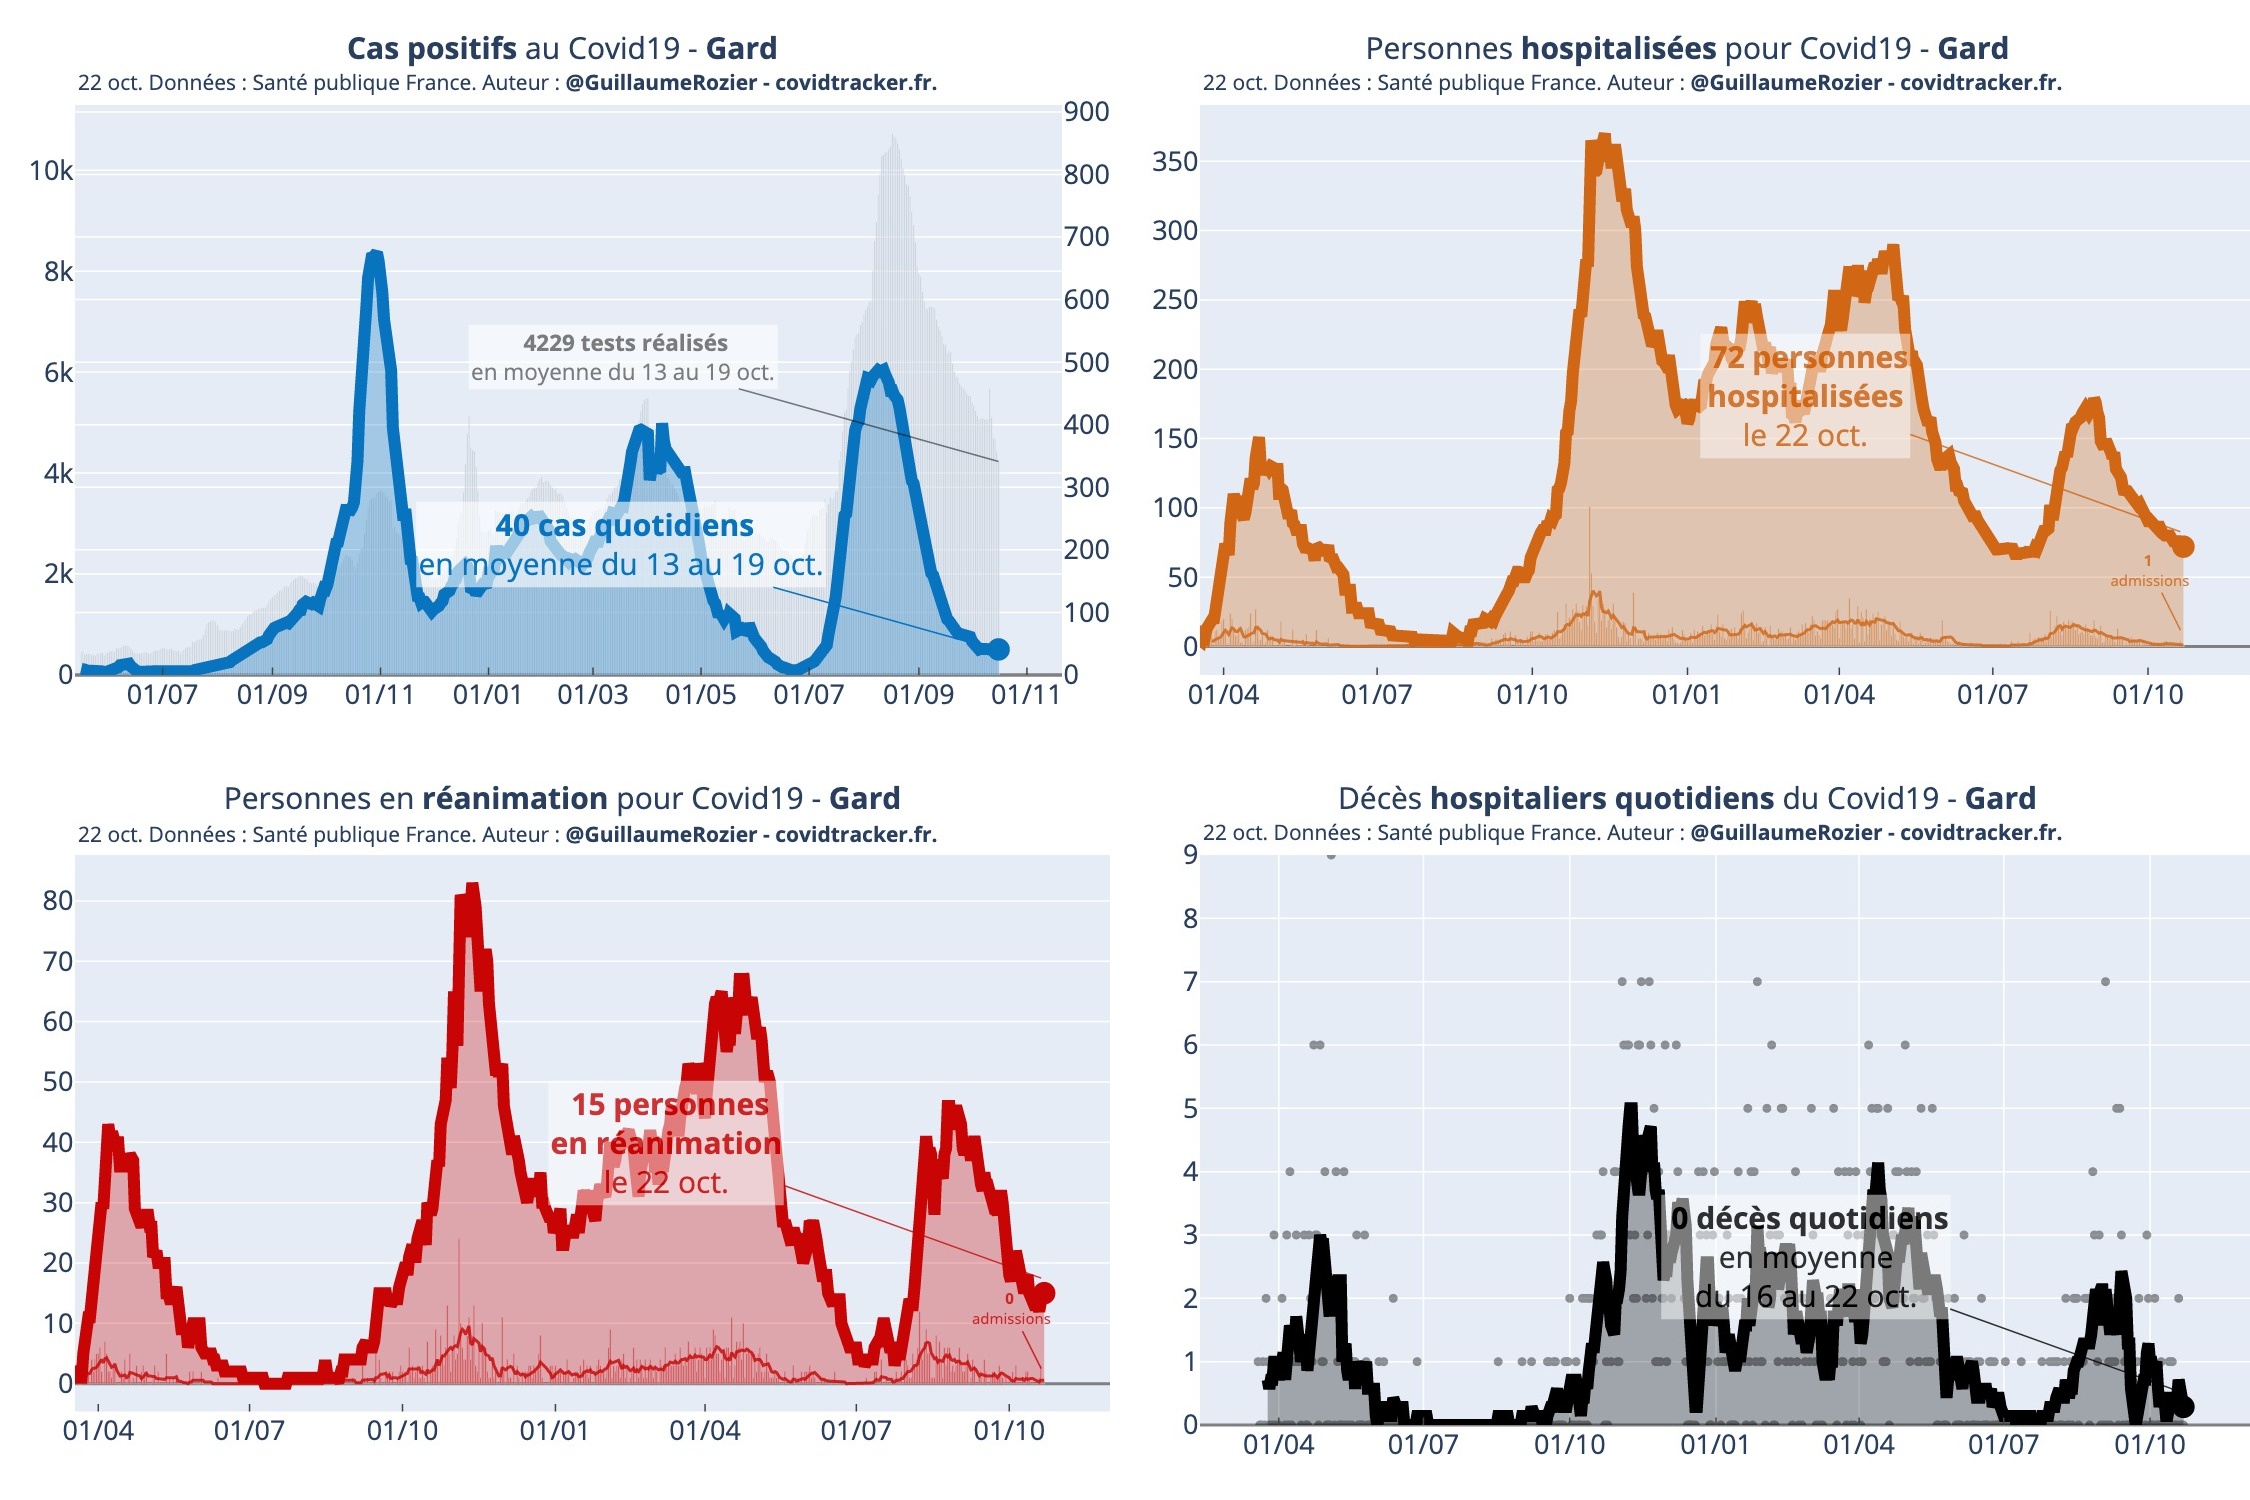 Cas positifs au Covid19 - Gard
22 oct. Données : Santé publique France. Auteur : @GuillaumeRozier - covidtracker.fr.
900
10k
800
700
8k
600
4229 tests réalisés
en moyenne du 13 au 19 oct.
6k
500
400
4k
300
40 cas quotidiens
en moyenne du 13 au 19 oct.
2k
200
100
0
0
01/07 01/09 01/11 01/01 01/03 01/05 01/07 01/09 01/11
Personnes hospitalisées pour Covid19 - Gard
22 oct. Données : Santé publique France. Auteur : @GuillaumeRozier - covidtracker.fr.
350
300
250
200
72 personnes
hospitalisées
le 22 oct.
150
100
50
1
admissions
0
01/04 01/07 01/10 01/01 01/04 01/07 01/10
Personnes en réanimation pour Covid19 - Gard
22 oct. Données : Santé publique France. Auteur : @GuillaumeRozier - covidtracker.fr.
80
70
60
50
15 personnes
en réanimation
le 22 oct.
40
30
20
10
0
admissions
0
01/04 01/07 01/10 01/01 01/04 01/07 01/10
Décès hospitaliers quotidiens du Covid19 - Gard
22 oct. Données : Santé publique France. Auteur : @GuillaumeRozier - covidtracker.fr.
9
8
7
6
5
4
3
0 décès quotidiens
en moyenne
du 16 au 22 oct.
2
1
0
01/04 01/07 01/10 01/01 01/04 01/07 01/10